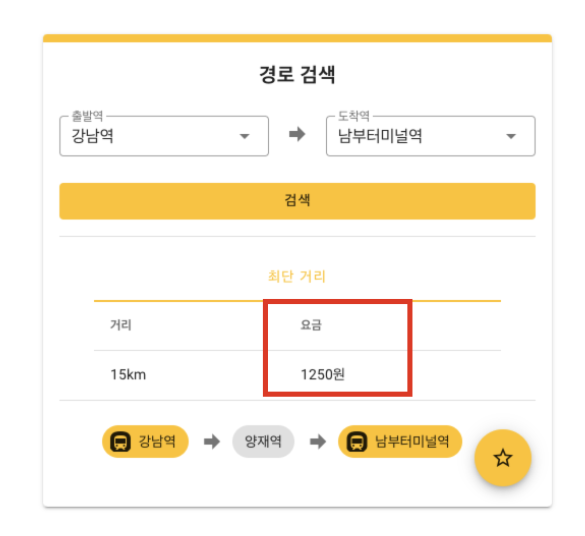 경로 검색
출발역 도착역
강남역 남부터미널역
검색
최단 거리
거리 요금
15km 1250원
강남역 양재역 남부터미널역